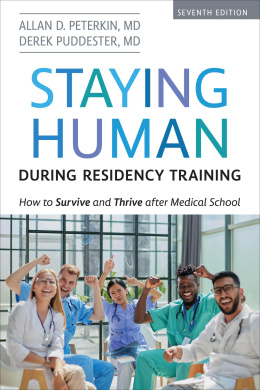 SEVENTH EDITION
ALLAN D. PETERKIN, MD
DEREK PUDDESTER, MD
STAYING
HUMAN
DURING RESIDENCY TRAINING
How to Survive and Thrive after Medical School